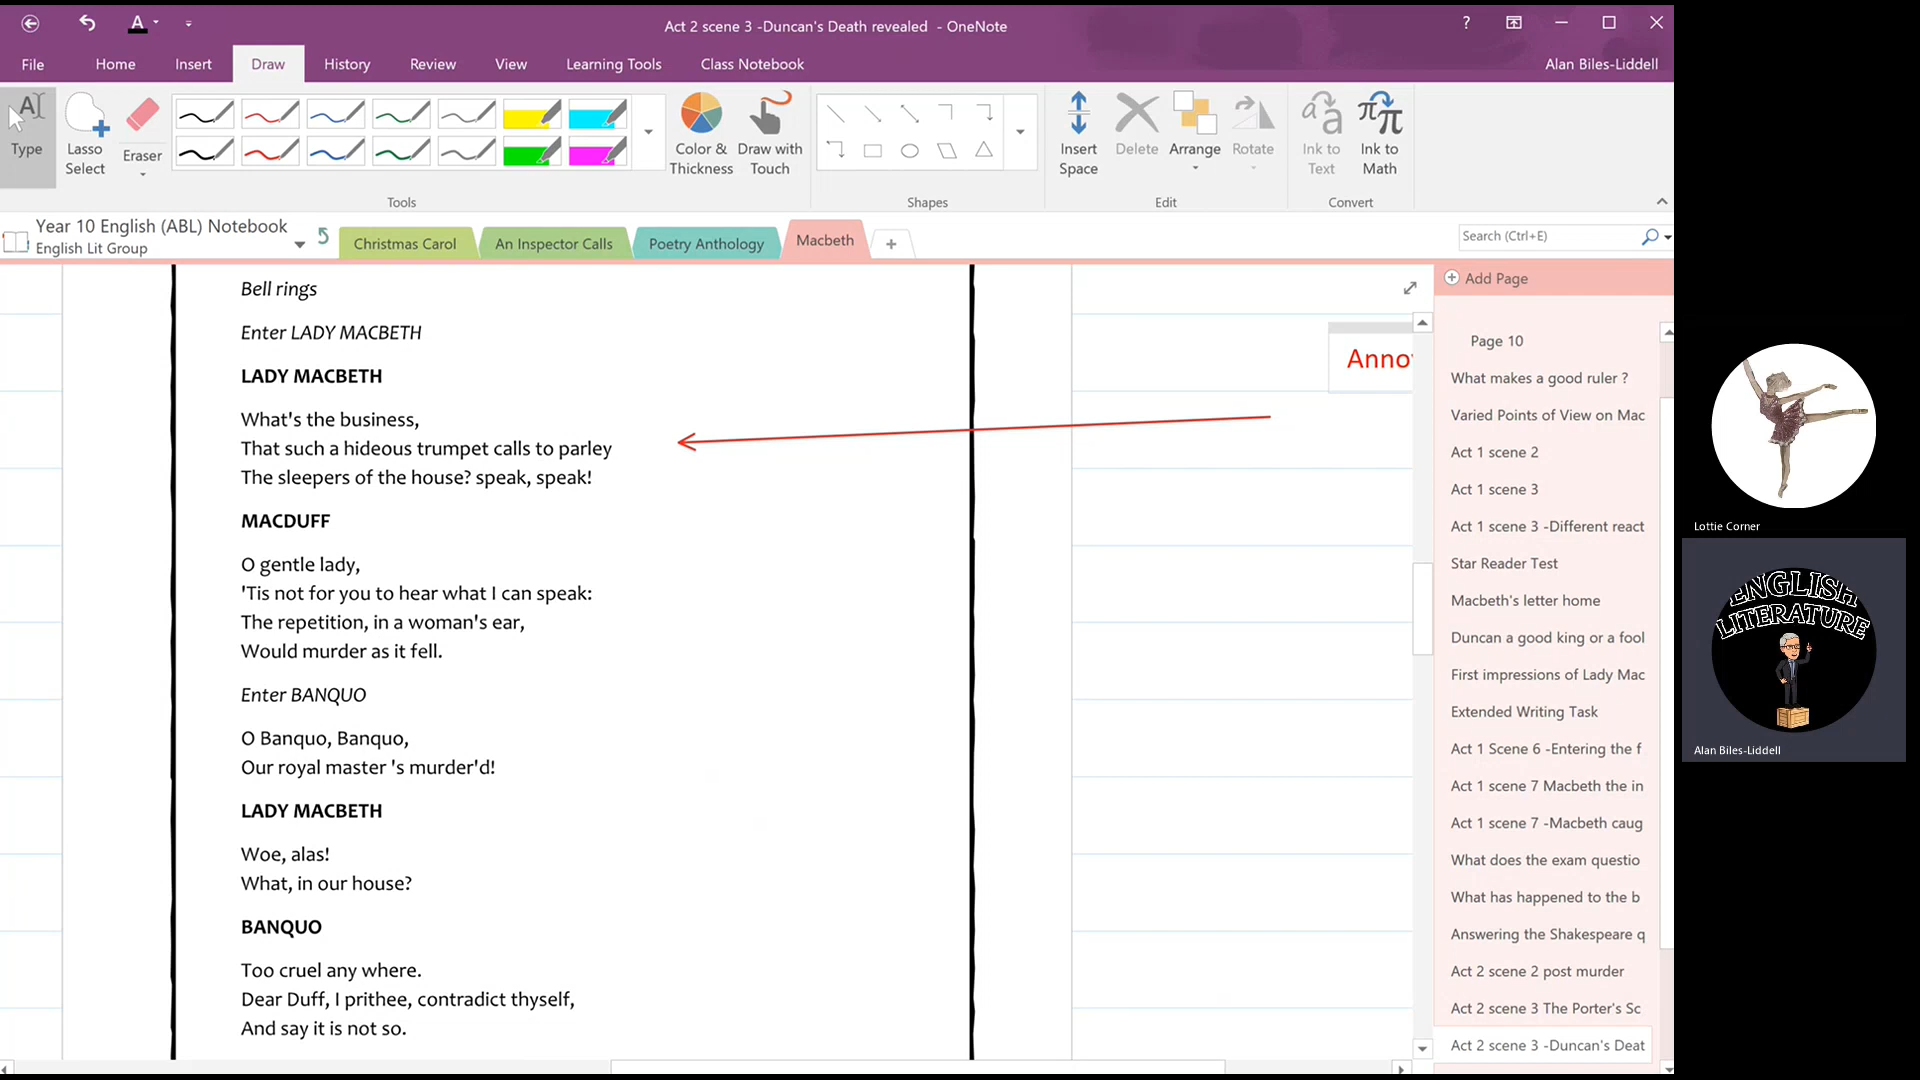 Act 2 scene 3 -Duncan's Death revealed - OneNote
?
A
File Home Insert Draw History Review View Learning Tools Class Notebook
Alan Biles-Liddell
Type
Lasso Select
Eraser
Color & Thickness
Draw with Touch
Insert Space
Delete
Arrange
Rotate
Ink to Text
Ink to Math
Tools
Shapes
Edit
Convert
Year 10 English (ABL) Notebook
English Lit Group
Christmas Carol
An Inspector Calls
Poetry Anthology
Macbeth
Search (Ctrl+E)
Bell rings
Enter LADY MACBETH
LADY MACBETH
What's the business,
That such a hideous trumpet calls to parley
The sleepers of the house? speak, speak!
MACDUFF
O gentle lady,
'Tis not for you to hear what I can speak:
The repetition, in a woman's ear,
Would murder as it fell.
Enter BANQUO
O Banquo, Banquo,
Our royal master 's murder'd!
LADY MACBETH
Woe, alas!
What, in our house?
BANQUO
Too cruel any where.
Dear Duff, I prithee, contradict thyself,
And say it is not so.
Anno
Add Page
Page 10
What makes a good ruler ?
Varied Points of View on Mac
Act 1 scene 2
Act 1 scene 3
Act 1 scene 3 -Different react
Star Reader Test
Macbeth's letter home
Duncan a good king or a fool
First impressions of Lady Mac
Extended Writing Task
Act 1 Scene 6 -Entering the f
Act 1 scene 7 Macbeth the in
Act 1 scene 7 -Macbeth caug
What does the exam questio
What has happened to the b
Answering the Shakespeare q
Act 2 scene 2 post murder
Act 2 scene 3 The Porter's Sc
Act 2 scene 3 -Duncan's Deat
Lottie Corner
ENGLISH
LITERATURE
Alan Biles-Liddell